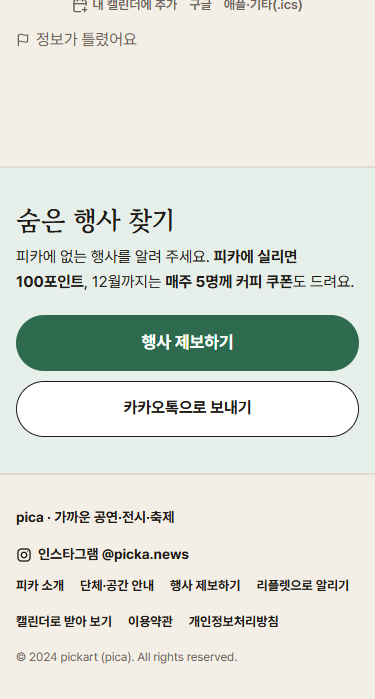 내 캘린더에 추가 구글 애플·기타(.ics)
정보가 틀렸어요
숨은 행사 찾기
피카에 없는 행사를 알려 주세요. 피카에 실리면
100포인트, 12월까지는 매주 5명께 커피 쿠폰도 드려요.
행사 제보하기
카카오톡으로 보내기
pica · 가까운 공연·전시·축제
인스타그램 @picka.news
피카 소개 단체·공간 안내 행사 제보하기 리플렛으로 알리기
캘린더로 받아 보기 이용약관 개인정보처리방침
© 2024 pickart (pica). All rights reserved.